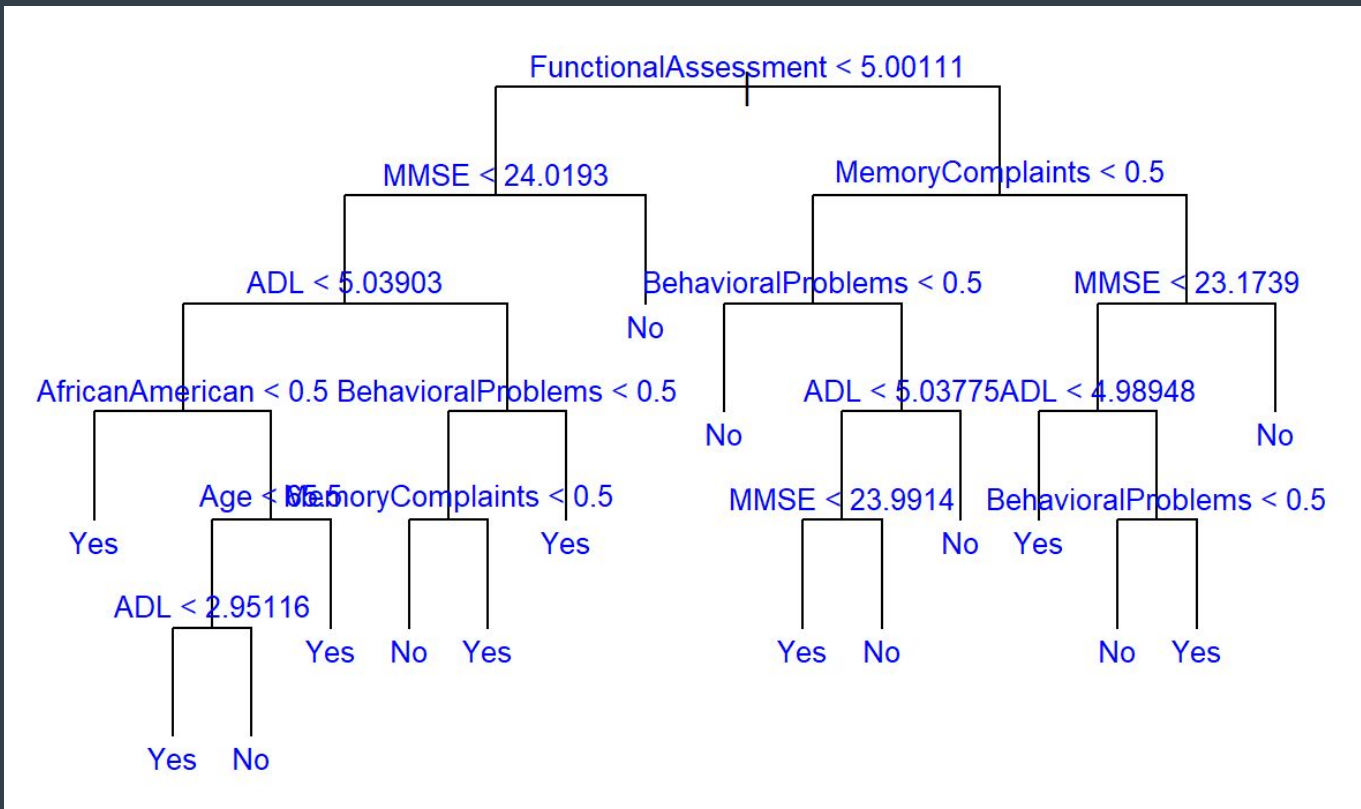 FunctionalAssessment < 5.00111
MMSE < 24.0193
MemoryComplaints < 0.5
ADL < 5.03903
BehavioralProblems < 0.5
MMSE < 23.1739
No
AfricanAmerican < 0.5
BehavioralProblems < 0.5
ADL < 5.03775
ADL < 4.98948
No
No
Age < 65.5
MemoryComplaints < 0.5
MMSE < 23.9914
BehavioralProblems < 0.5
Yes
Yes
No
Yes
ADL < 2.95116
Yes
No
Yes
Yes
No
No
Yes
Yes
No